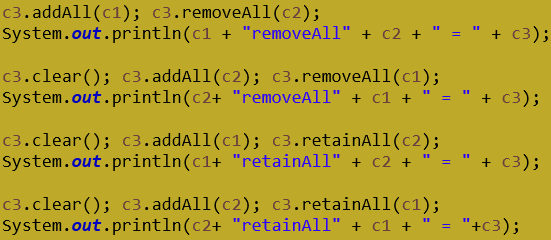 c3.addAll(c1); c3.removeAll(c2);
System.out.println(c1 + "removeAll" + c2 + " = " + c3);
c3.clear(); c3.addAll(c2); c3.removeAll(c1);
System.out.println(c2+ "removeAll" + c1 + " = " + c3);
c3.clear(); c3.addAll(c1); c3.retainAll(c2);
System.out.println(c1+ "retainAll" + c2 + " = " + c3);
c3.clear(); c3.addAll(c2); c3.retainAll(c1);
System.out.println(c2+ "retainAll" + c1 + " = "+c3);